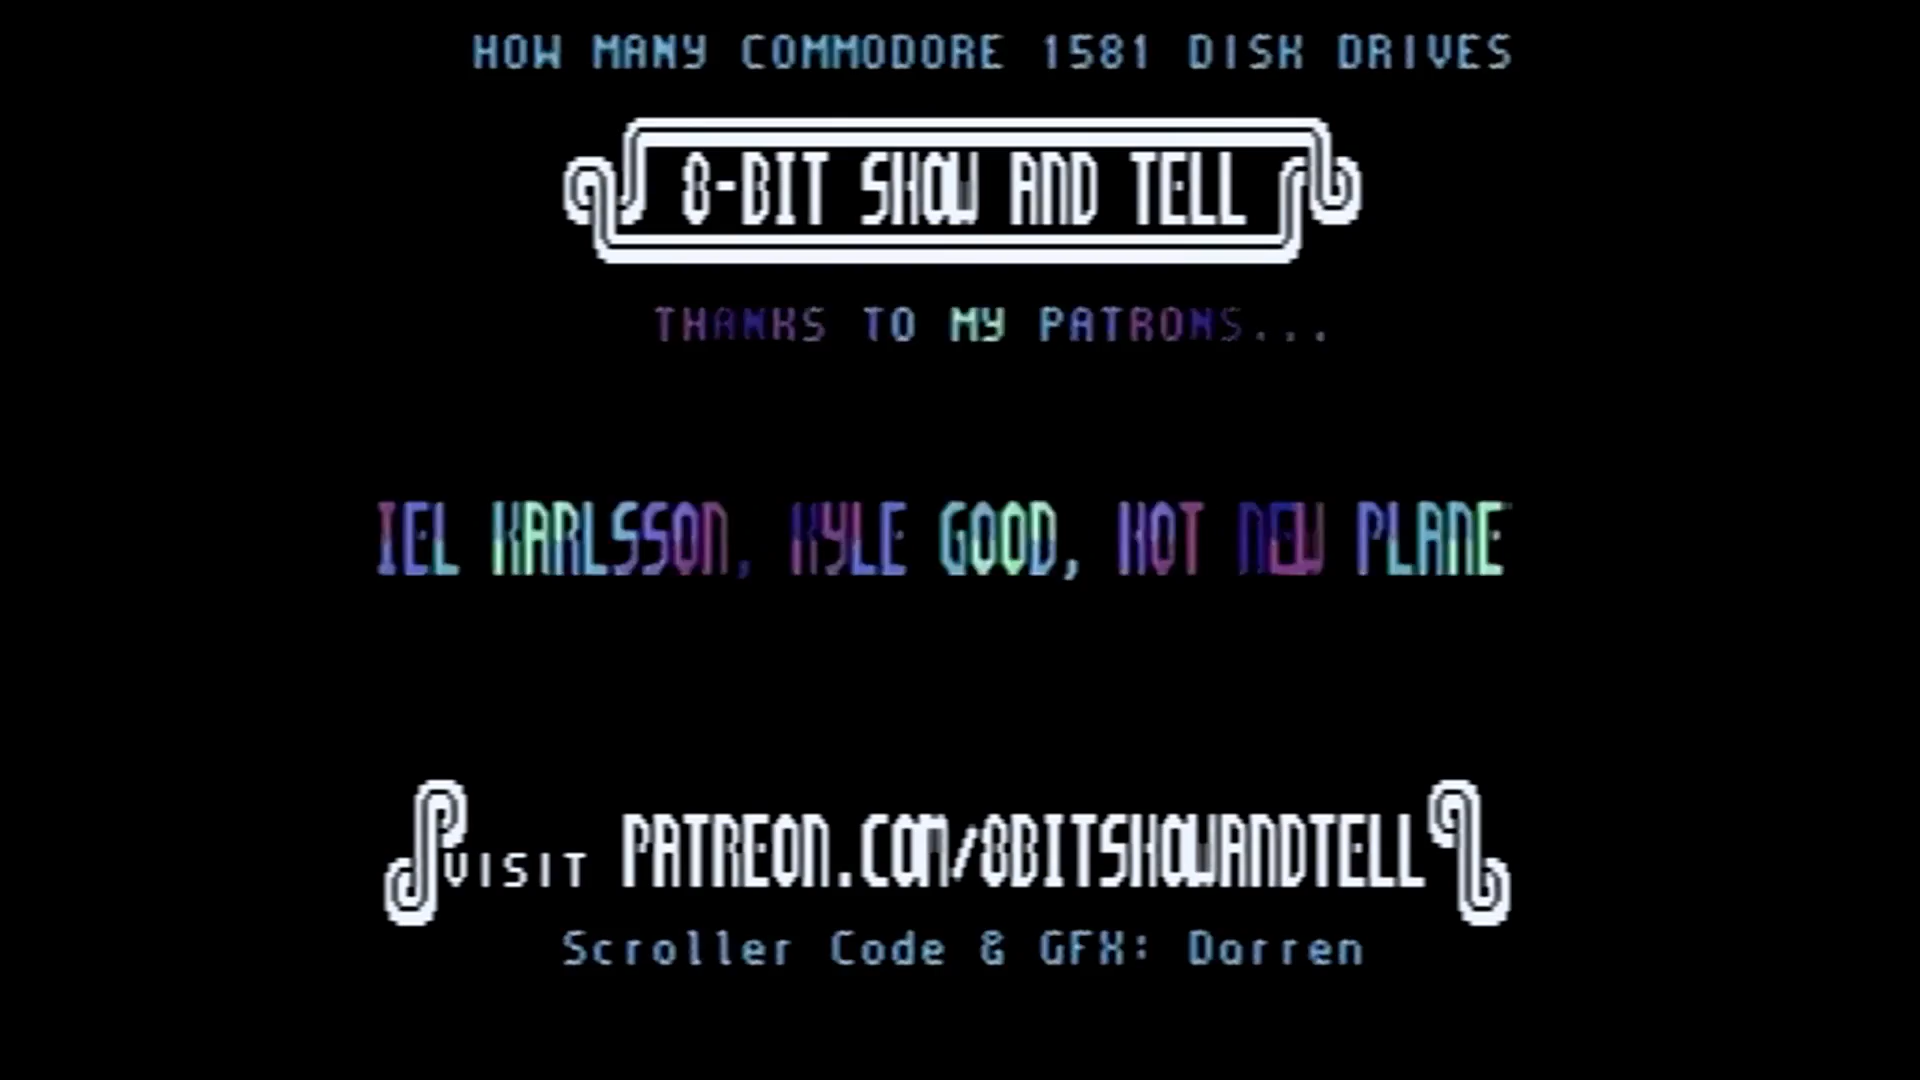 HOW MANY COMMODORE 1581 DISK DRIVES
8-BIT SHOW AND TELL
THANKS TO MY PATRONS...
IEL KARLSSON, KYLE GOOD, HOT NEW PLANE
VISIT PATREON.COM/8BITSHOWANDTELL
Scroller Code & GFX: Darren